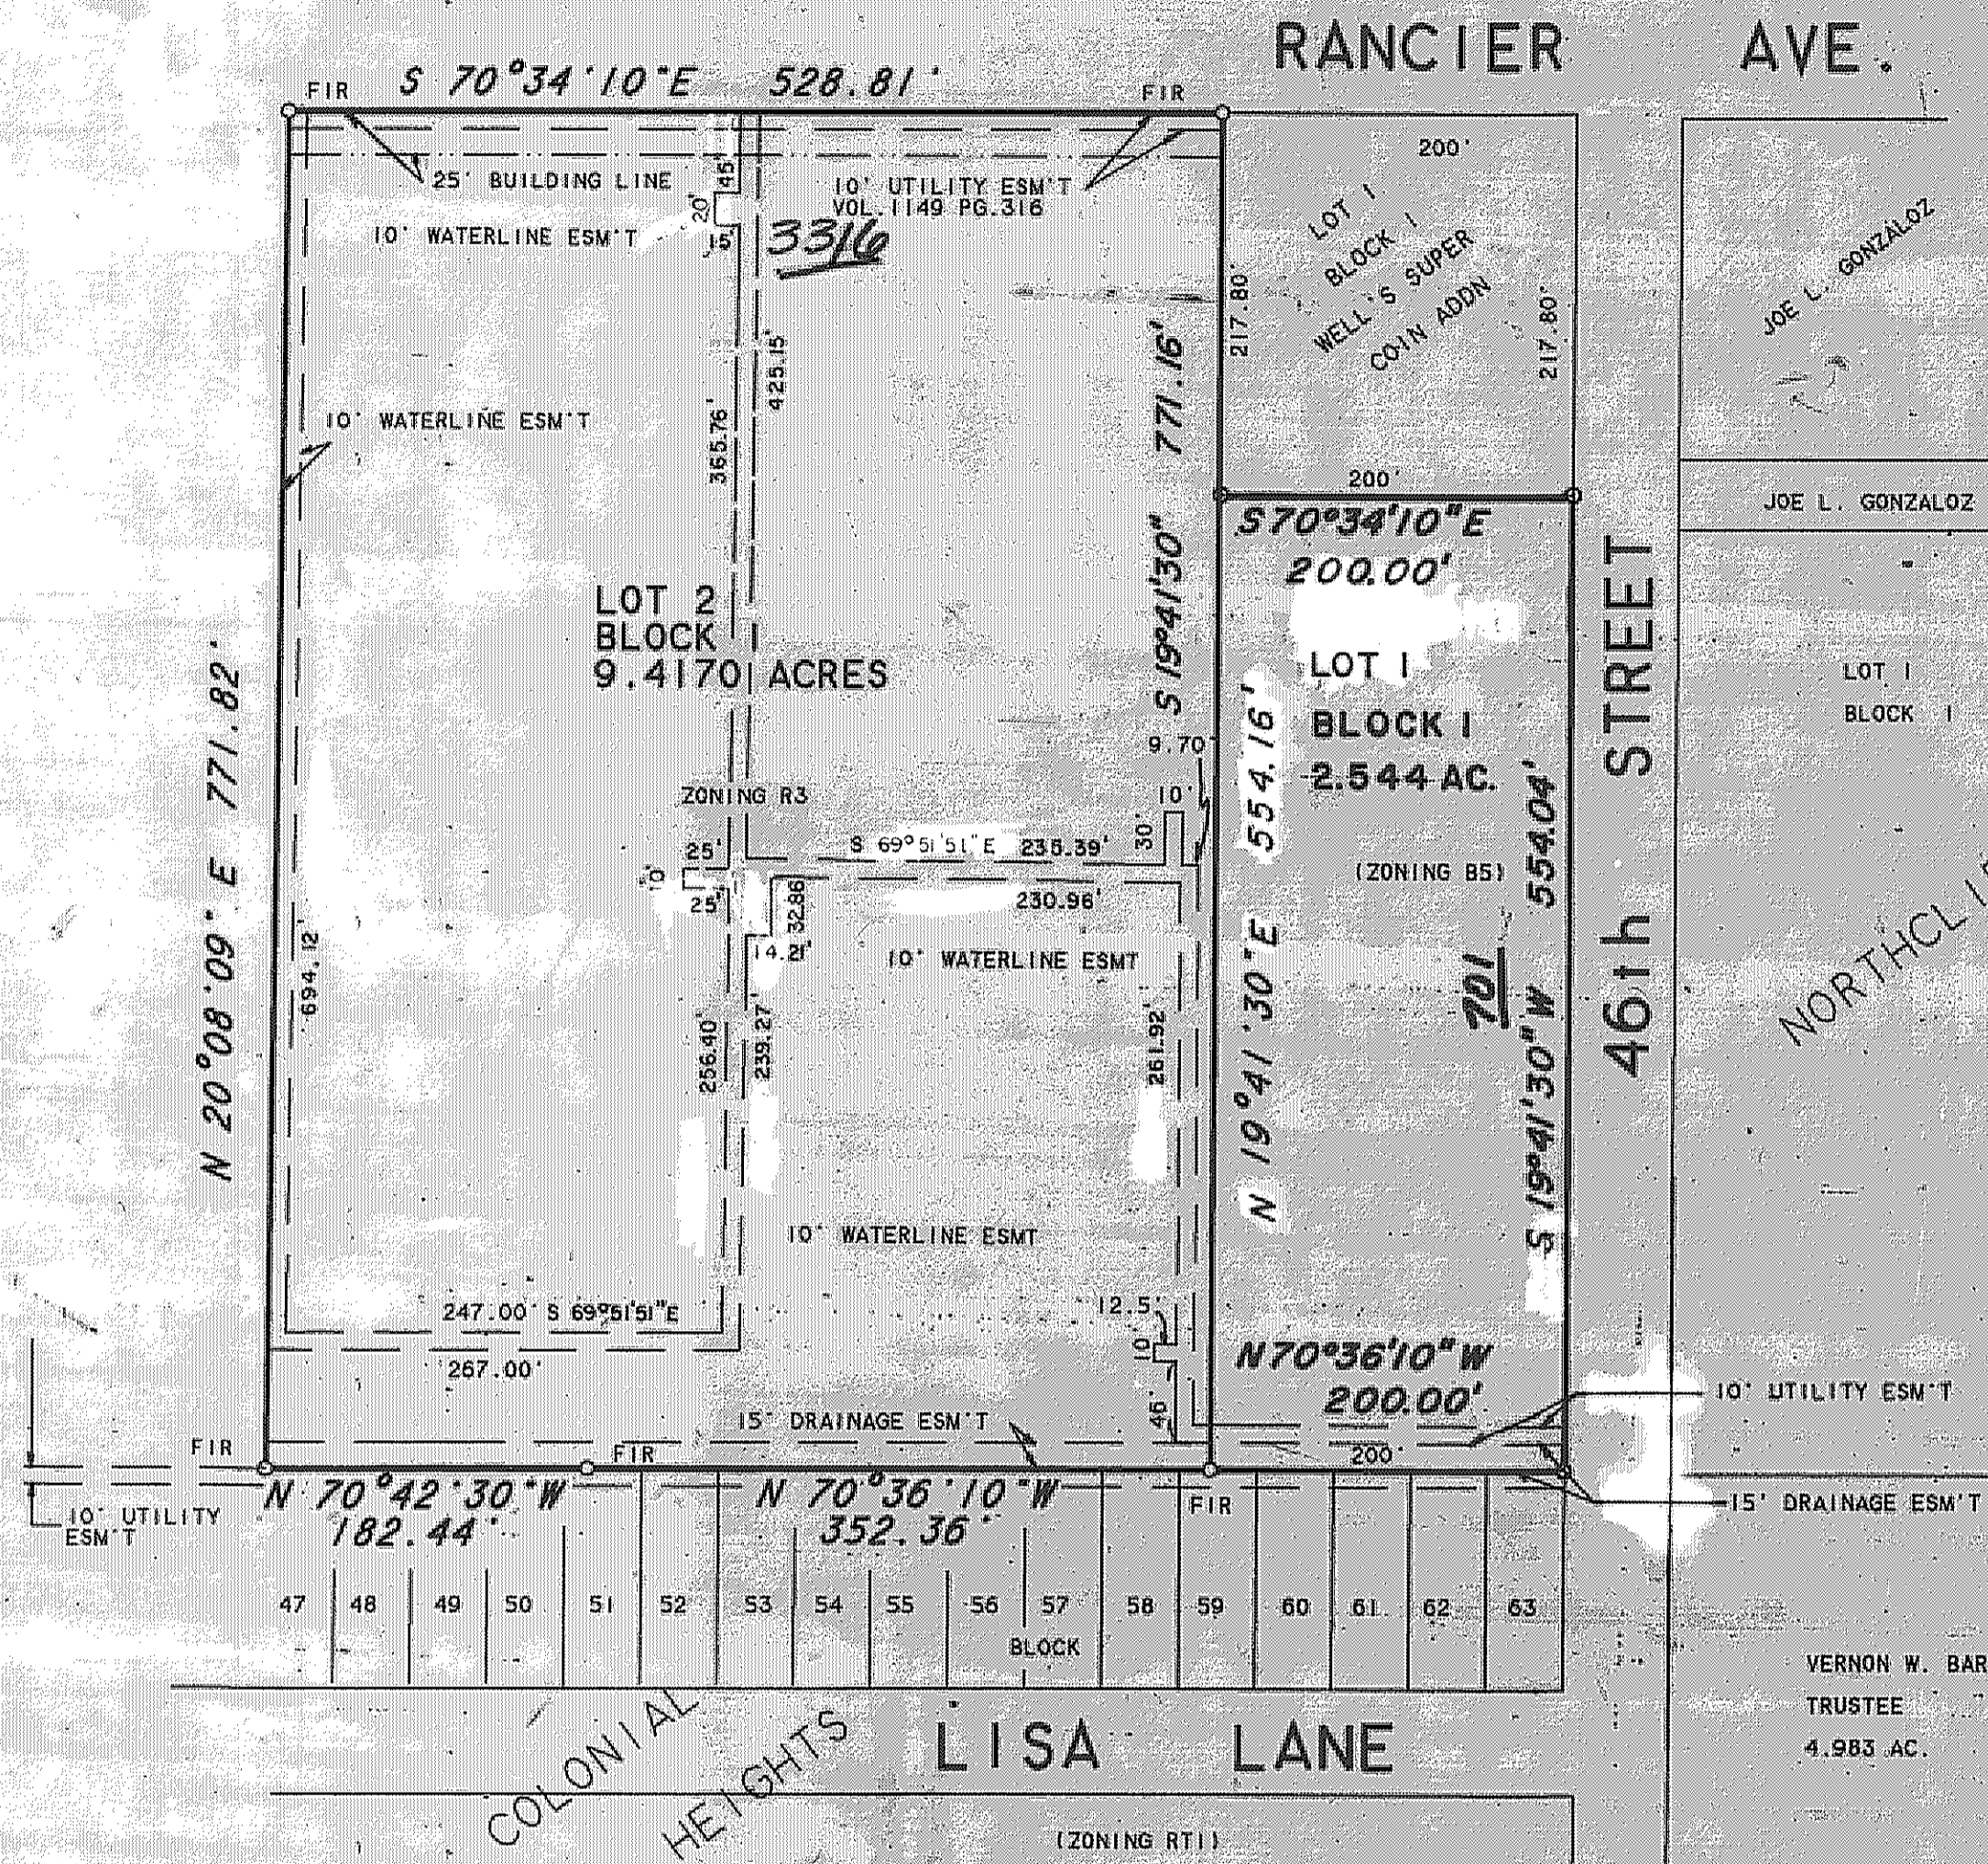 RANCIER AVE.
S 70°34'10"E 528.81'
FIR
FIR
200'
25' BUILDING LINE
45'
20'
15'
10' UTILITY ESM'T
VOL. 1149 PG. 316
10' WATERLINE ESM'T
3316
LOT 1
BLOCK 1
WELL'S SUPER
COIN ADDN
217.80'
217.80'
JOE L. GONZALOZ
425.15'
365.76'
771.16'
S 19°41'30"
10' WATERLINE ESM'T
200'
JOE L. GONZALOZ
S70°34'10"E
200.00'
LOT 2
BLOCK 1
9.4170 ACRES
LOT 1
BLOCK 1
2.544 AC.
LOT 1
BLOCK 1
46th STREET
N 20°08'09" E 771.82'
694.12'
9.70'
10'
30'
ZONING R3
S 69°51'51"E 235.39'
25'
10'
25'
230.96'
32.86
14.21'
10' WATERLINE ESMT
N 19°41'30"E 554.16'
(ZONING B5)
701
S 19°41'30"W 554.04'
256.40'
239.27'
261.92'
10' WATERLINE ESMT
247.00' S 69°51'51"E
267.00'
12.5'
10'
46'
N70°36'10"W
200.00'
10' UTILITY ESM'T
15' DRAINAGE ESM'T
FIR
FIR
200'
N 70°42'30"W
182.44'
N 70°36'10"W
352.36'
FIR
15' DRAINAGE ESM'T
10' UTILITY
ESM'T
47 48 49 50 51 52 53 54 55 56 57 58 59 60 61 62 63
BLOCK
VERNON W. BAR
TRUSTEE
4.983 AC.
LISA LANE
COLONIAL
HEIGHTS
(ZONING RT1)